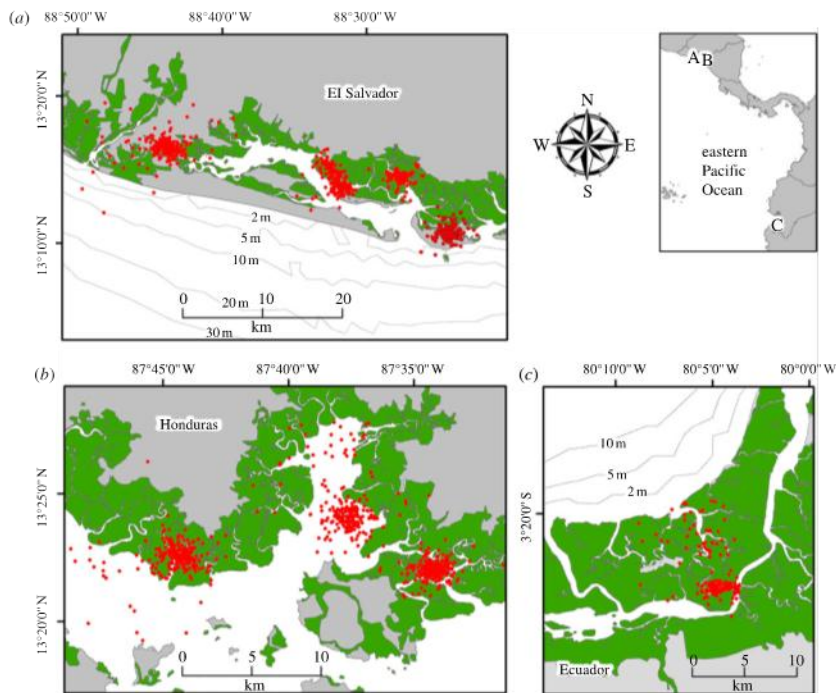 (a)
88°50'0" W 88°40'0" W 88°30'0" W
13°20'0" N
13°10'0" N
El Salvador
2 m
5 m
10 m
20 m
30 m
0 10 20
km
N
W E
S
A B
eastern
Pacific
Ocean
C
(b)
87°45'0" W 87°40'0" W 87°35'0" W
13°25'0" N
13°20'0" N
Honduras
0 5 10
km
(c)
80°10'0" W 80°5'0" W 80°0'0" W
3°20'0" S
10 m
5 m
2 m
Ecuador
0 5 10
km